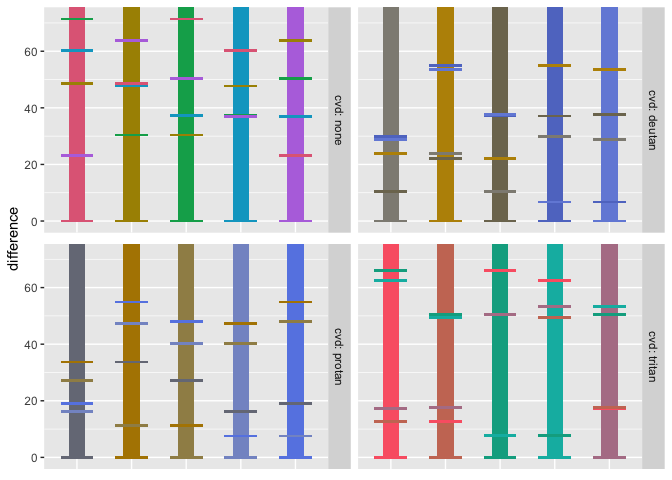 difference
60
40
20
0
cvd: none
cvd: deutan
60
40
20
0
cvd: protan
cvd: tritan